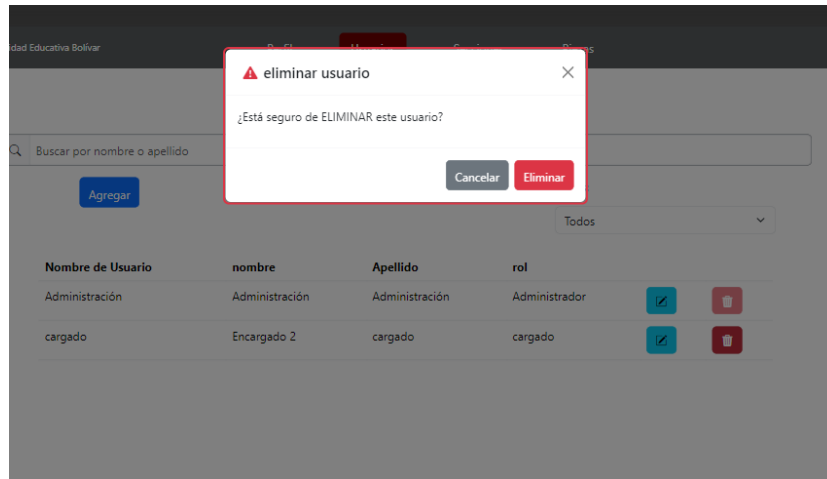 idad Educativa Bolívar
eliminar usuario
¿Está seguro de ELIMINAR este usuario?
Cancelar
Eliminar
Buscar por nombre o apellido
Agregar
Todos
Nombre de Usuario nombre Apellido rol
Administración Administración Administración Administrador
cargado Encargado 2 cargado cargado